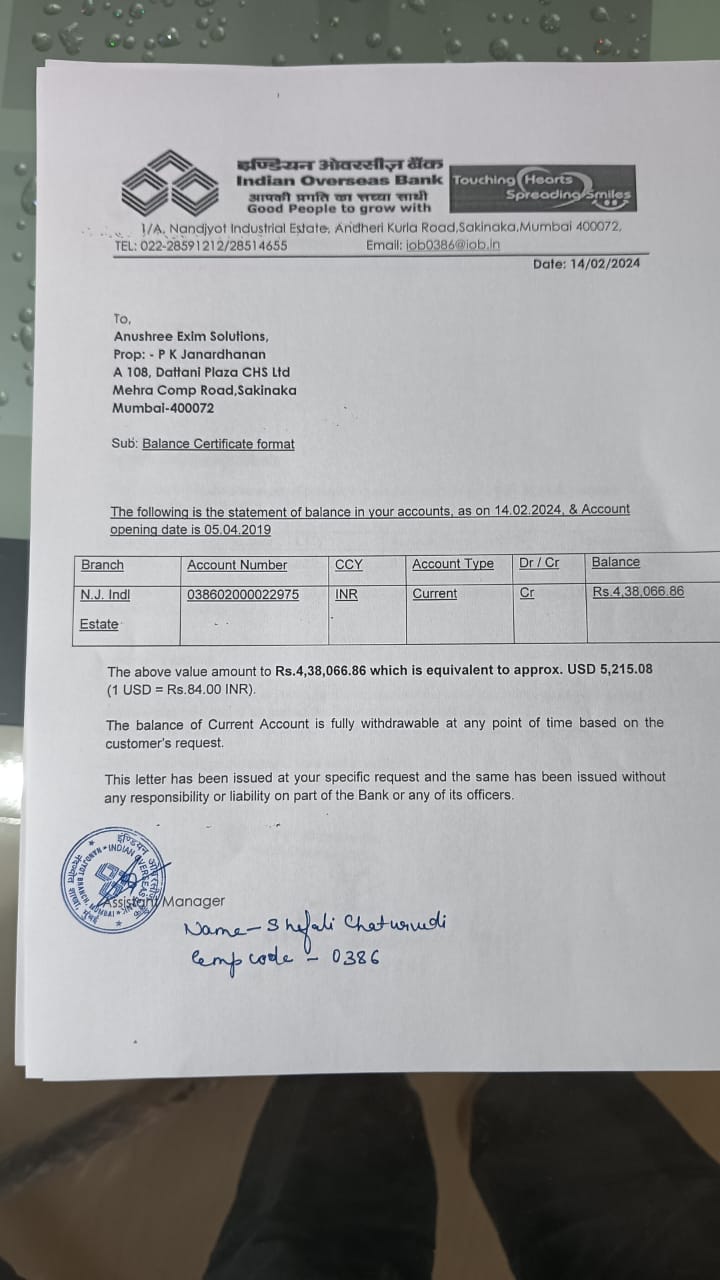 इण्डियन ओवरसीज़ बैंक
Indian Overseas Bank
आपकी प्रगति का सच्चा साथी
Good People to grow with
Touching Hearts
Spreading Smiles
1/A, Nandjyot Industrial Estate, Andheri Kurla Road,Sakinaka,Mumbai 400072,
TEL: 022-28591212/28514655 Email: iob0386@iob.in
Date: 14/02/2024
To,
Anushree Exim Solutions,
Prop: - P K Janardhanan
A 108, Dattani Plaza CHS Ltd
Mehra Comp Road,Sakinaka
Mumbai-400072
Sub: Balance Certificate format
The following is the statement of balance in your accounts, as on 14.02.2024, & Account
opening date is 05.04.2019
Branch Account Number CCY Account Type Dr / Cr Balance
N.J. Indl 038602000022975 INR Current Cr Rs.4,38,066.86
Estate
The above value amount to Rs.4,38,066.86 which is equivalent to approx. USD 5,215.08
(1 USD = Rs.84.00 INR).
The balance of Current Account is fully withdrawable at any point of time based on the
customer's request.
This letter has been issued at your specific request and the same has been issued without
any responsibility or liability on part of the Bank or any of its officers.
Assistant Manager
Name - Shefali Chaturvedi
Emp code - 0386